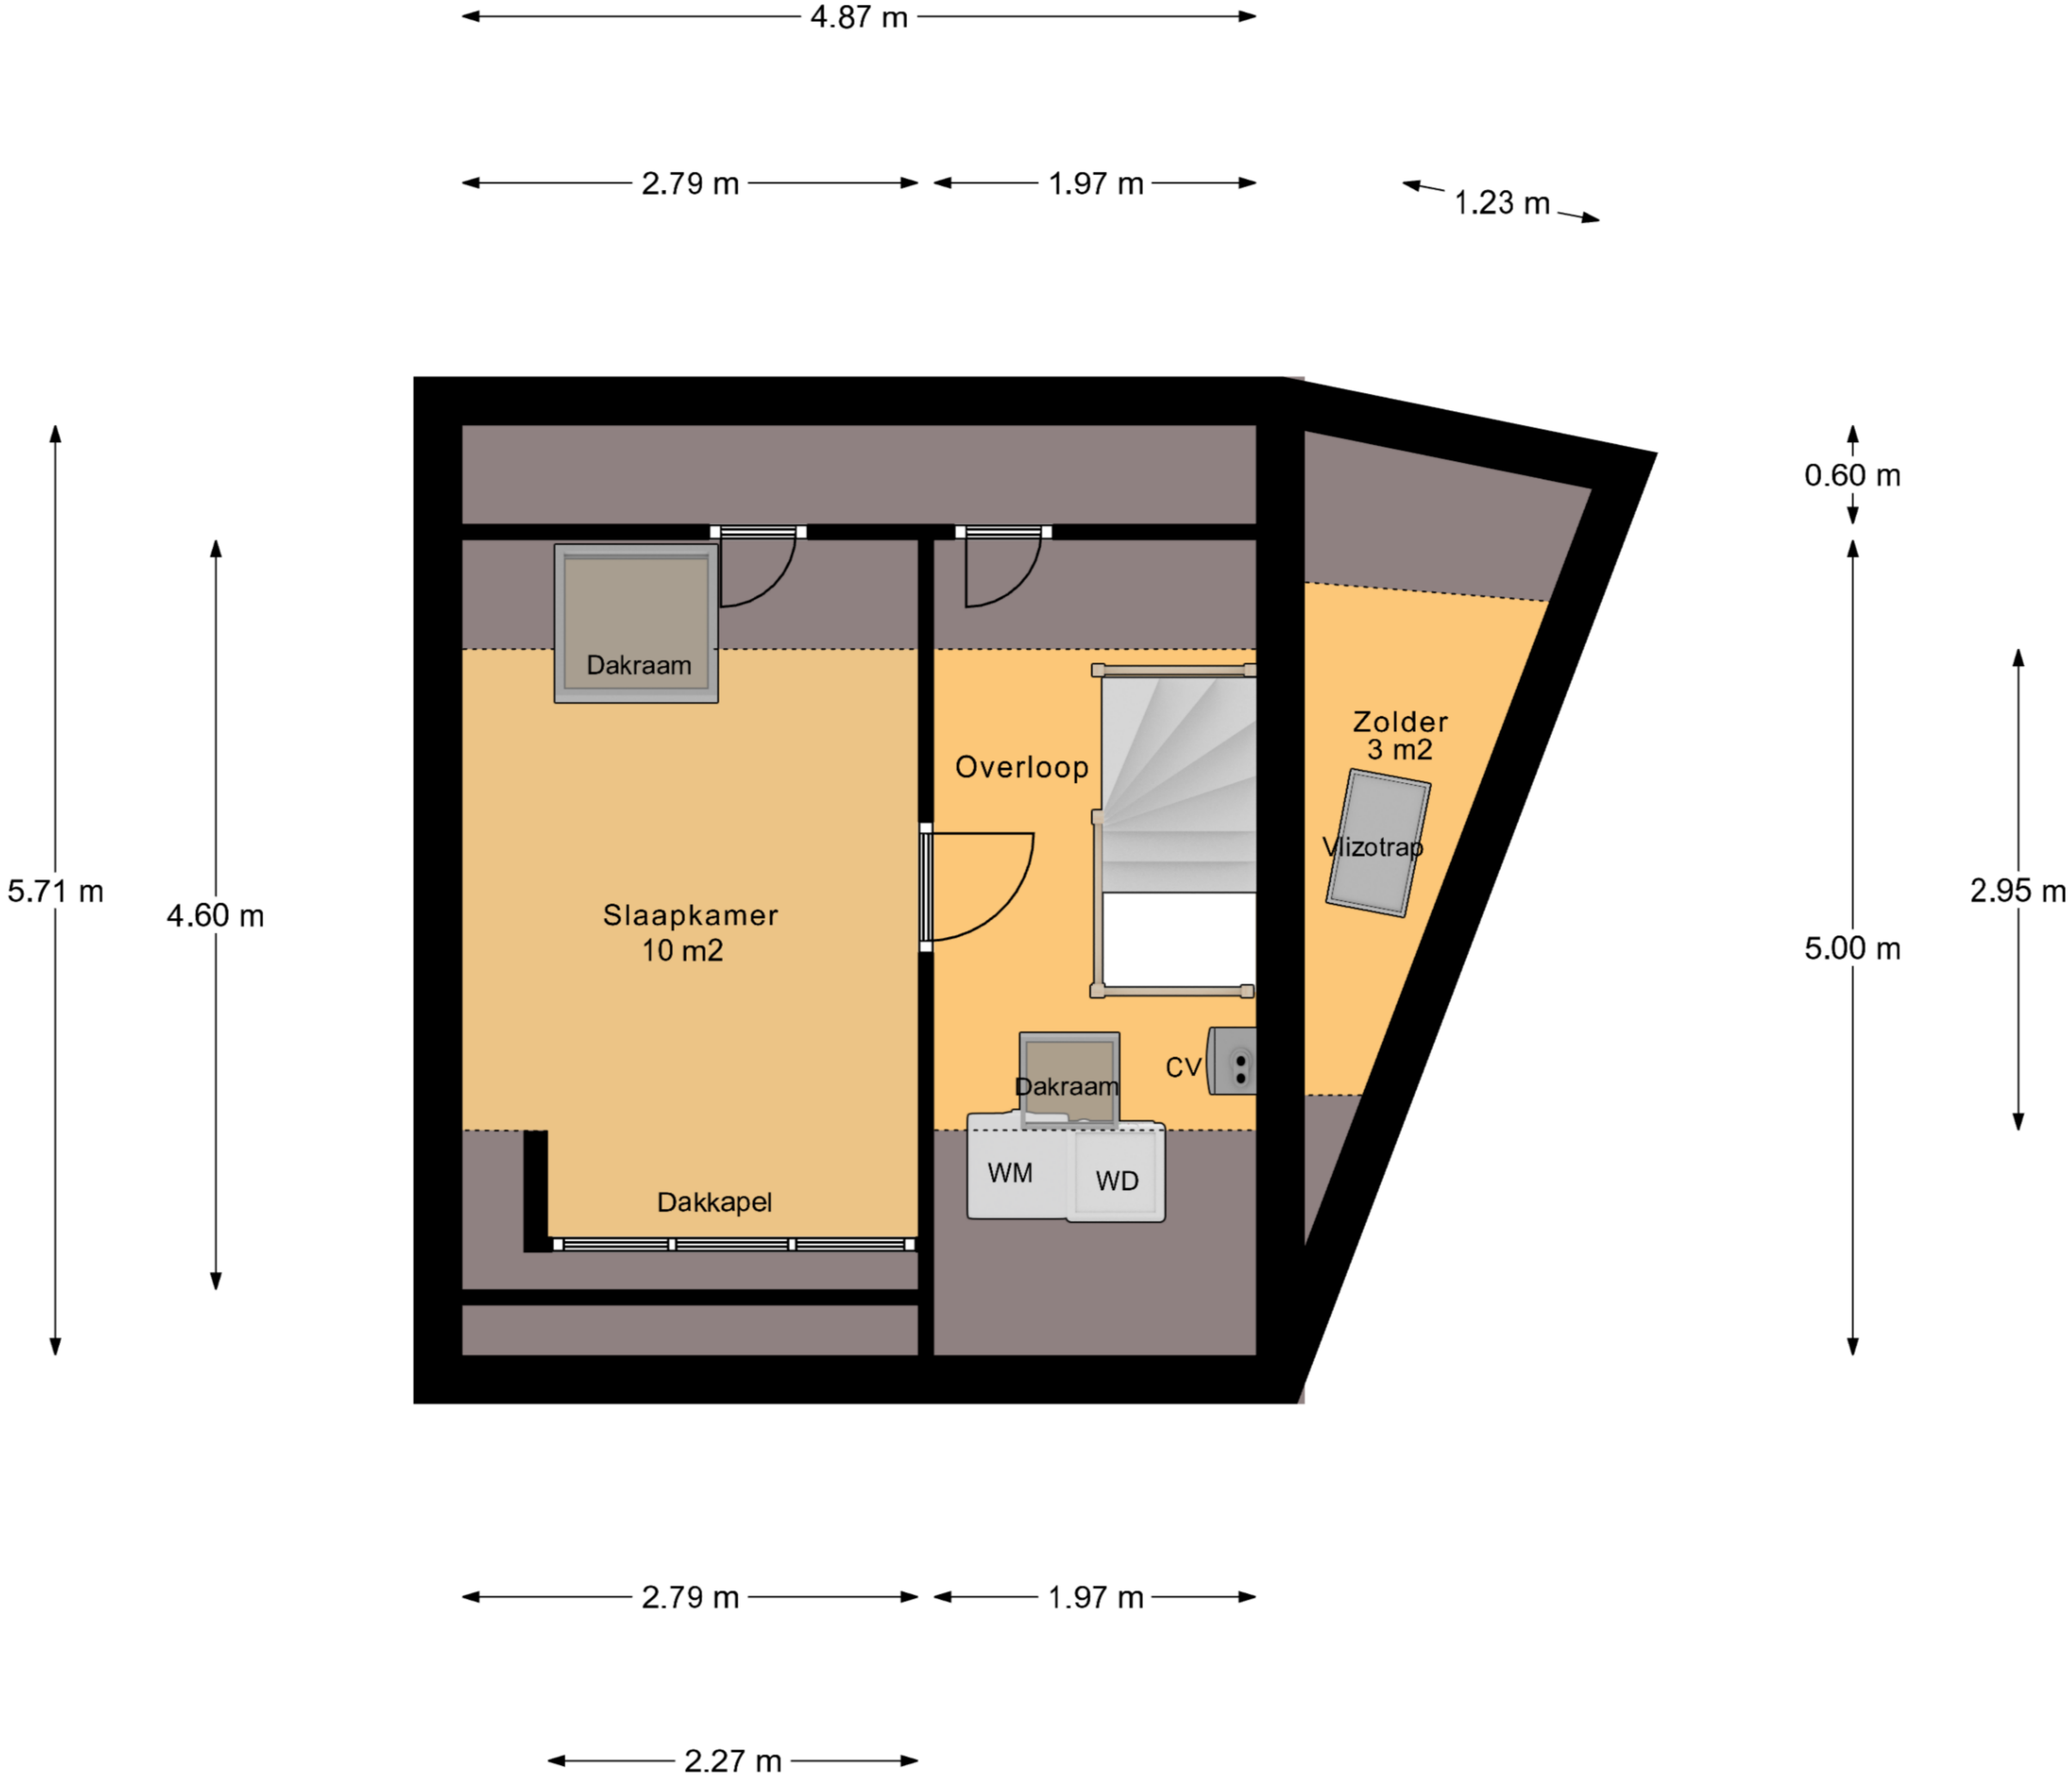 4.87 m
2.79 m
1.97 m
1.23 m
0.60 m
Dakraam
Zolder
3 m2
Overloop
Vlizotrap
5.71 m
4.60 m
Slaapkamer
10 m2
2.95 m
5.00 m
CV
Dakraam
WM
WD
Dakkapel
2.79 m
1.97 m
2.27 m